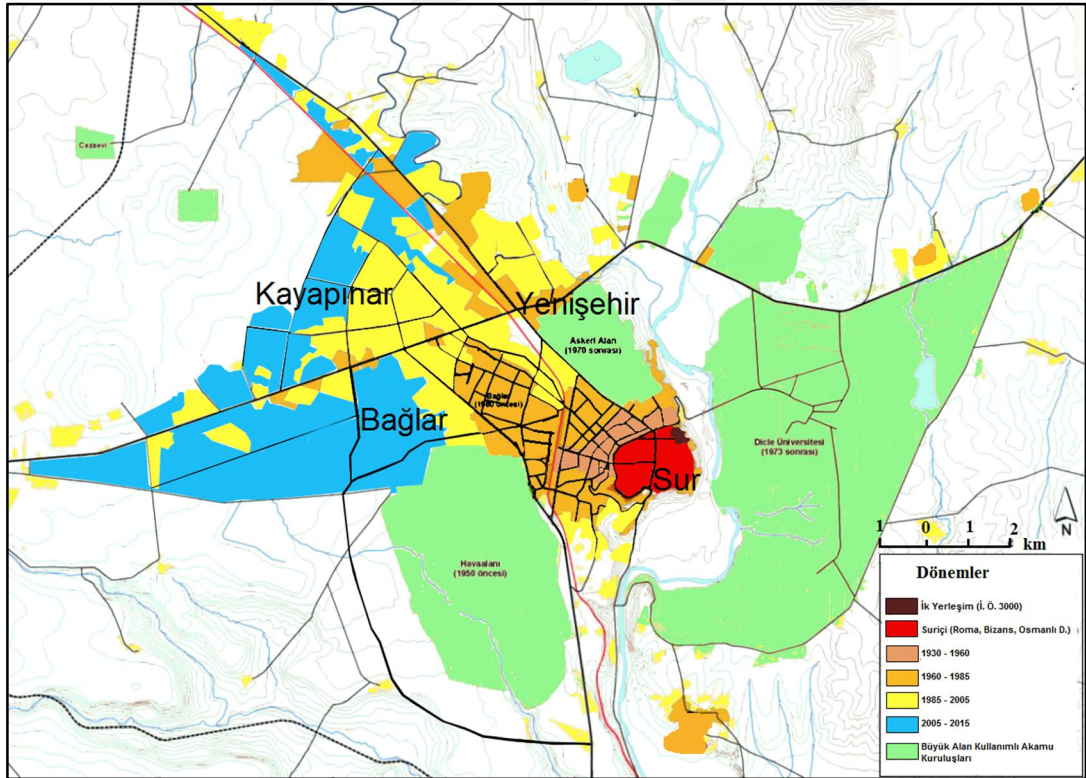 Cezaevi
Kayapınar
Yenişehir
Askeri Alan
(1970 sonrası)
Bağlar
(1980 öncesi)
Bağlar
Sur
Dicle Üniversitesi
(1973 sonrası)
Havaalanı
(1950 öncesi)
N
1 0 1 2
km
Dönemler
İk Yerleşim (İ. Ö. 3000)
Suriçi (Roma, Bizans, Osmanlı D.)
1930 - 1960
1960 - 1985
1985 - 2005
2005 - 2015
Büyük Alan Kullanımlı Akamu
Kuruluşları